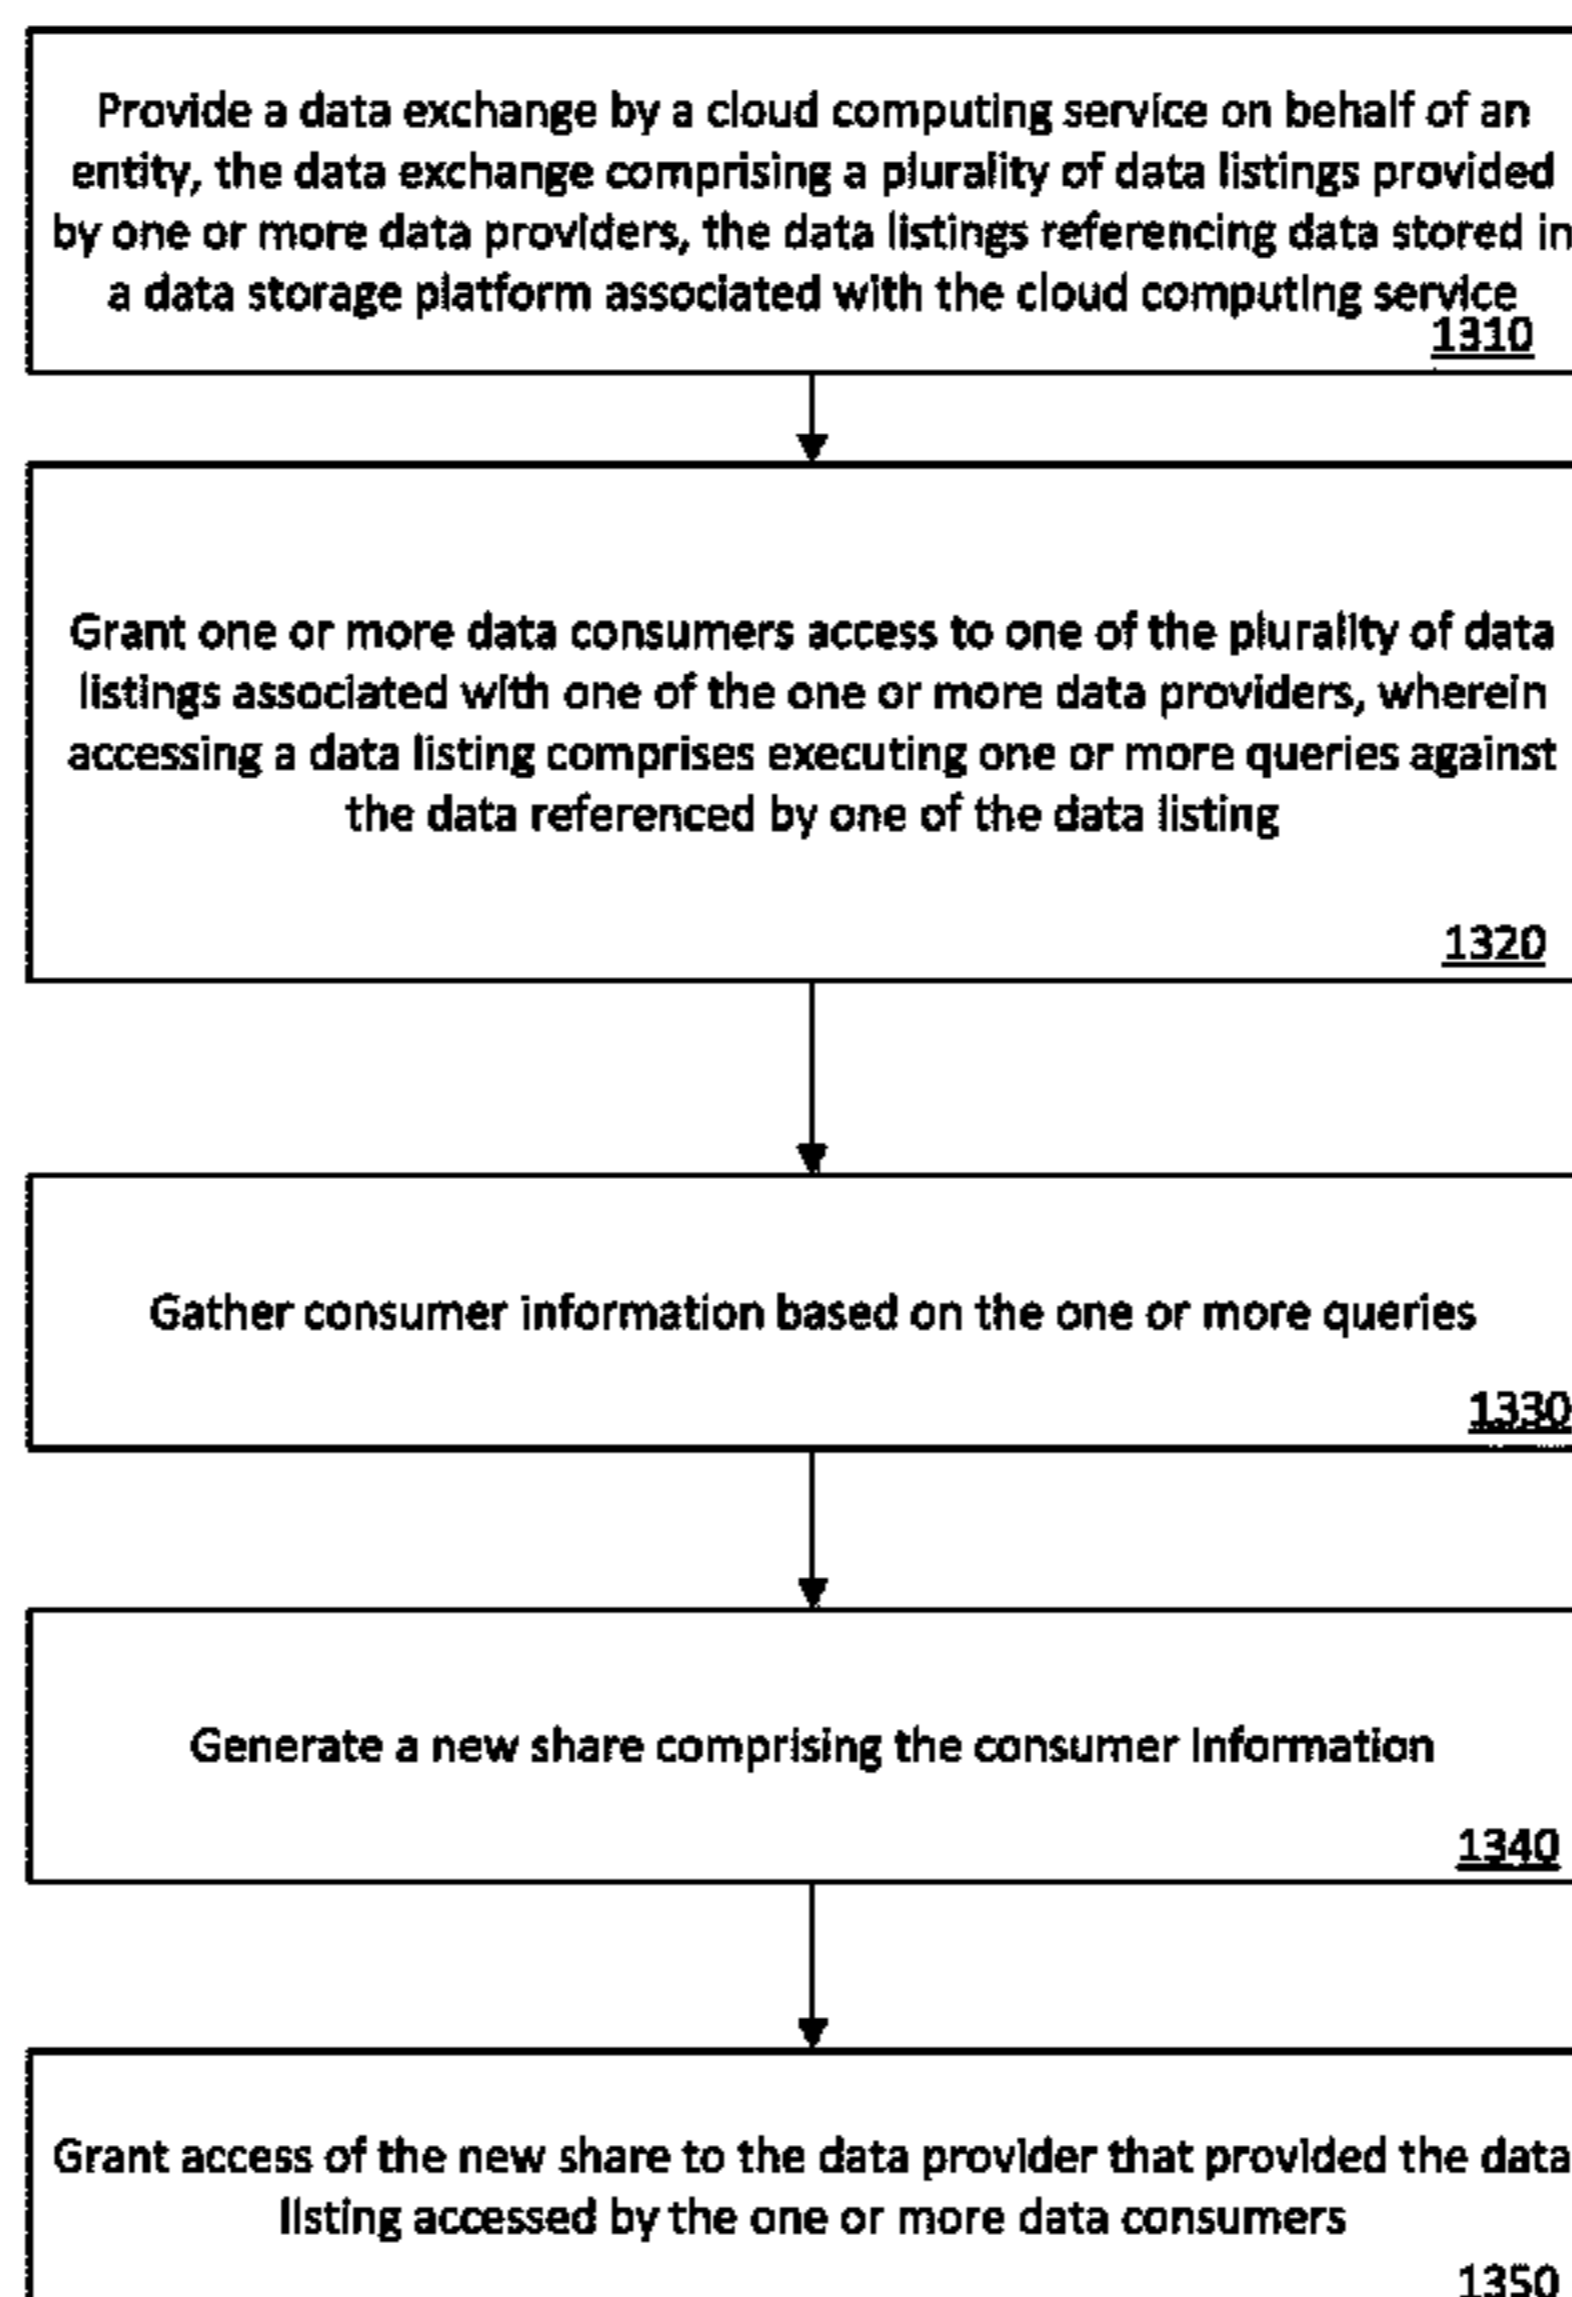 Provide a data exchange by a cloud computing service on behalf of an
entity, the data exchange comprising a plurality of data listings provided
by one or more data providers, the data listings referencing data stored in
a data storage platform associated with the cloud computing service
1310
Grant one or more data consumers access to one of the plurality of data
listings associated with one of the one or more data providers, wherein
accessing a data listing comprises executing one or more queries against
the data referenced by one of the data listing
1320
Gather consumer information based on the one or more queries
1330
Generate a new share comprising the consumer information
1340
Grant access of the new share to the data provider that provided the data
listing accessed by the one or more data consumers
1350